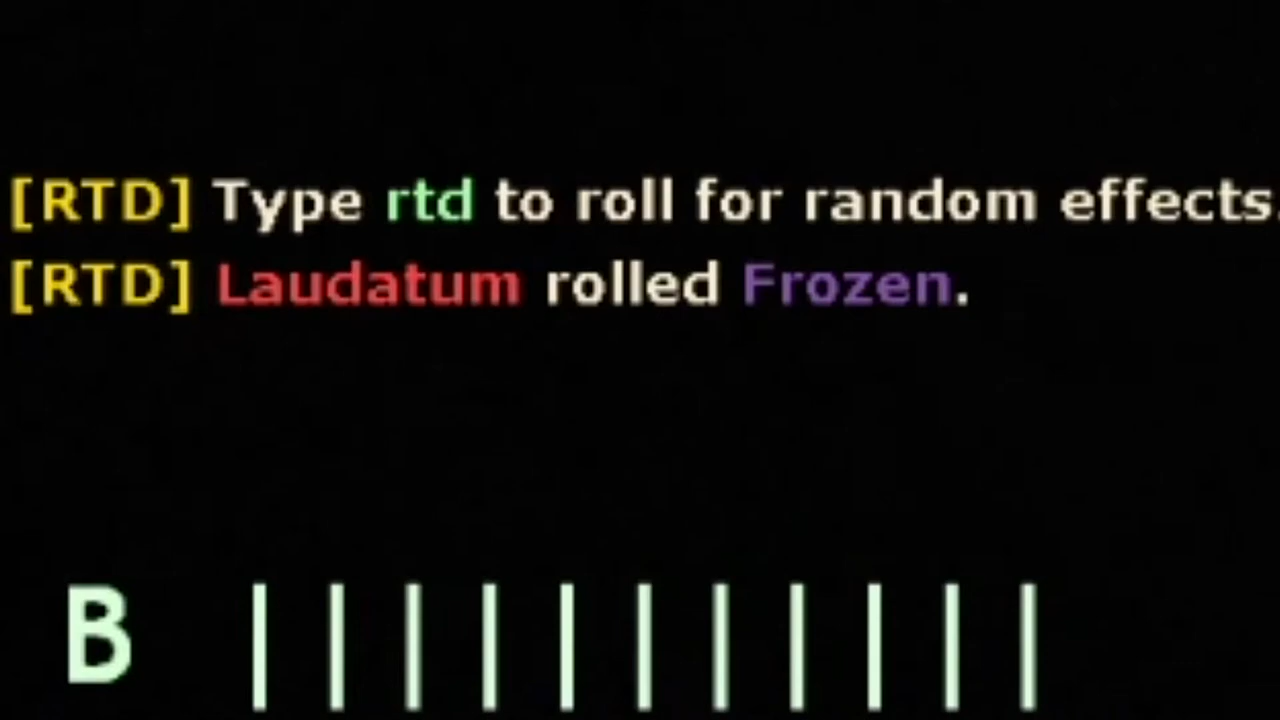 [RTD] Type rtd to roll for random effects
[RTD] Laudatum rolled Frozen.
B | | | | | | | | | | |